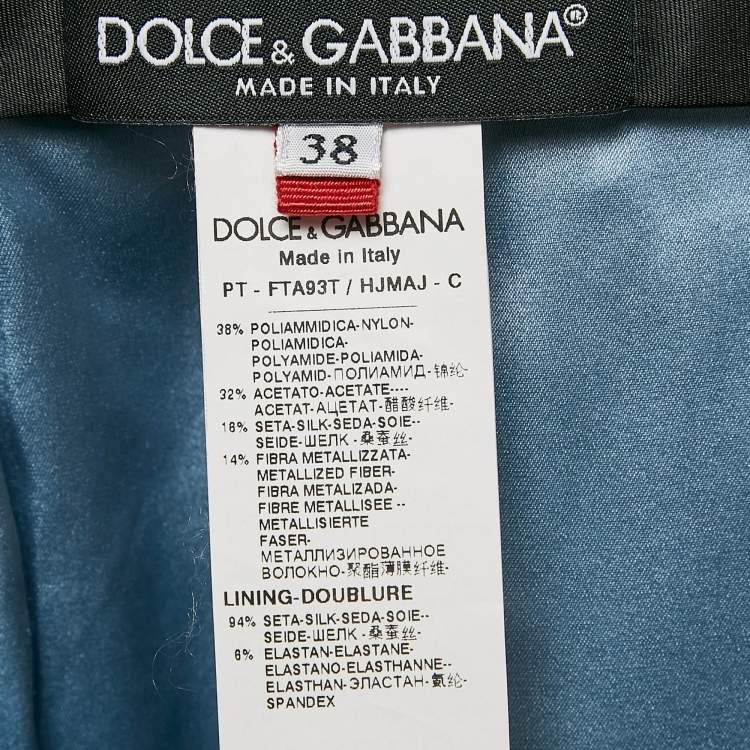 DOLCE & GABBANA®
MADE IN ITALY
38
DOLCE & GABBANA
Made in Italy
PT - FTA93T / HJMAJ - C
38% POLIAMMIDICA-NYLON-
POLIAMIDICA-
POLYAMIDE-POLIAMIDA-
POLYAMID-ПОЛИАМИД-锦纶-
32% ACETATO-ACETATE----
ACETAT-АЦЕТАТ-醋酸纤维-
16% SETA-SILK-SEDA-SOIE--
SEIDE-ШЕЛК -桑蚕丝-
14% FIBRA METALLIZZATA-
METALLIZED FIBER-
FIBRA METALIZADA-
FIBRE METALLISEE --
METALLISIERTE
FASER-
МЕТАЛЛИЗИРОВАННОЕ
ВОЛОКНО-聚酯薄膜纤维-
LINING-DOUBLURE
94% SETA-SILK-SEDA-SOIE--
SEIDE-ШЕЛК -桑蚕丝-
6% ELASTAN-ELASTANE-
ELASTANO-ELASTHANNE--
ELASTHAN-ЭЛАСТАН-氨纶-
SPANDEX